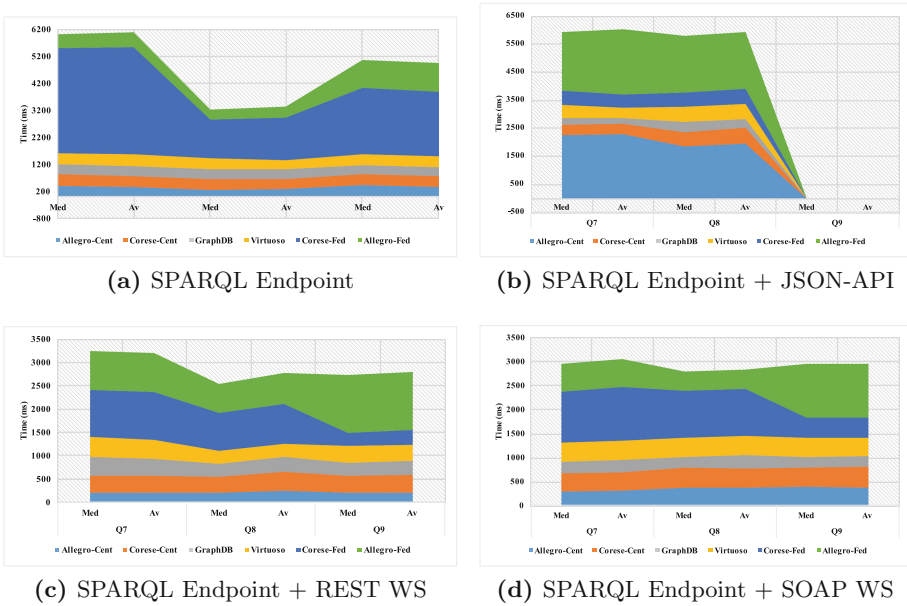 6200
5200
4200
3200
2200
1200
200
-800
Time (ms)
Med Av Med Av Med Av
Allegro-Cent Corese-Cent GraphDB Virtuoso Corese-Fed Allegro-Fed
(a) SPARQL Endpoint
6500
5500
4500
3500
2500
1500
500
-500
Time (ms)
Med Av Med Av Med Av
Q7 Q8 Q9
Allegro-Cent Corese-Cent GraphDB Virtuoso Corese-Fed Allegro-Fed
(b) SPARQL Endpoint + JSON-API
3500
3000
2500
2000
1500
1000
500
0
Time (ms)
Med Av Med Av Med Av
Q7 Q8 Q9
Allegro-Cent Corese-Cent GraphDB Virtuoso Corese-Fed Allegro-Fed
(c) SPARQL Endpoint + REST WS
3500
3000
2500
2000
1500
1000
500
0
Time (ms)
Med Av Med Av Med Av
Q7 Q8 Q9
Allegro-Cent Corese-Cent GraphDB Virtuoso Corese-Fed Allegro-Fed
(d) SPARQL Endpoint + SOAP WS